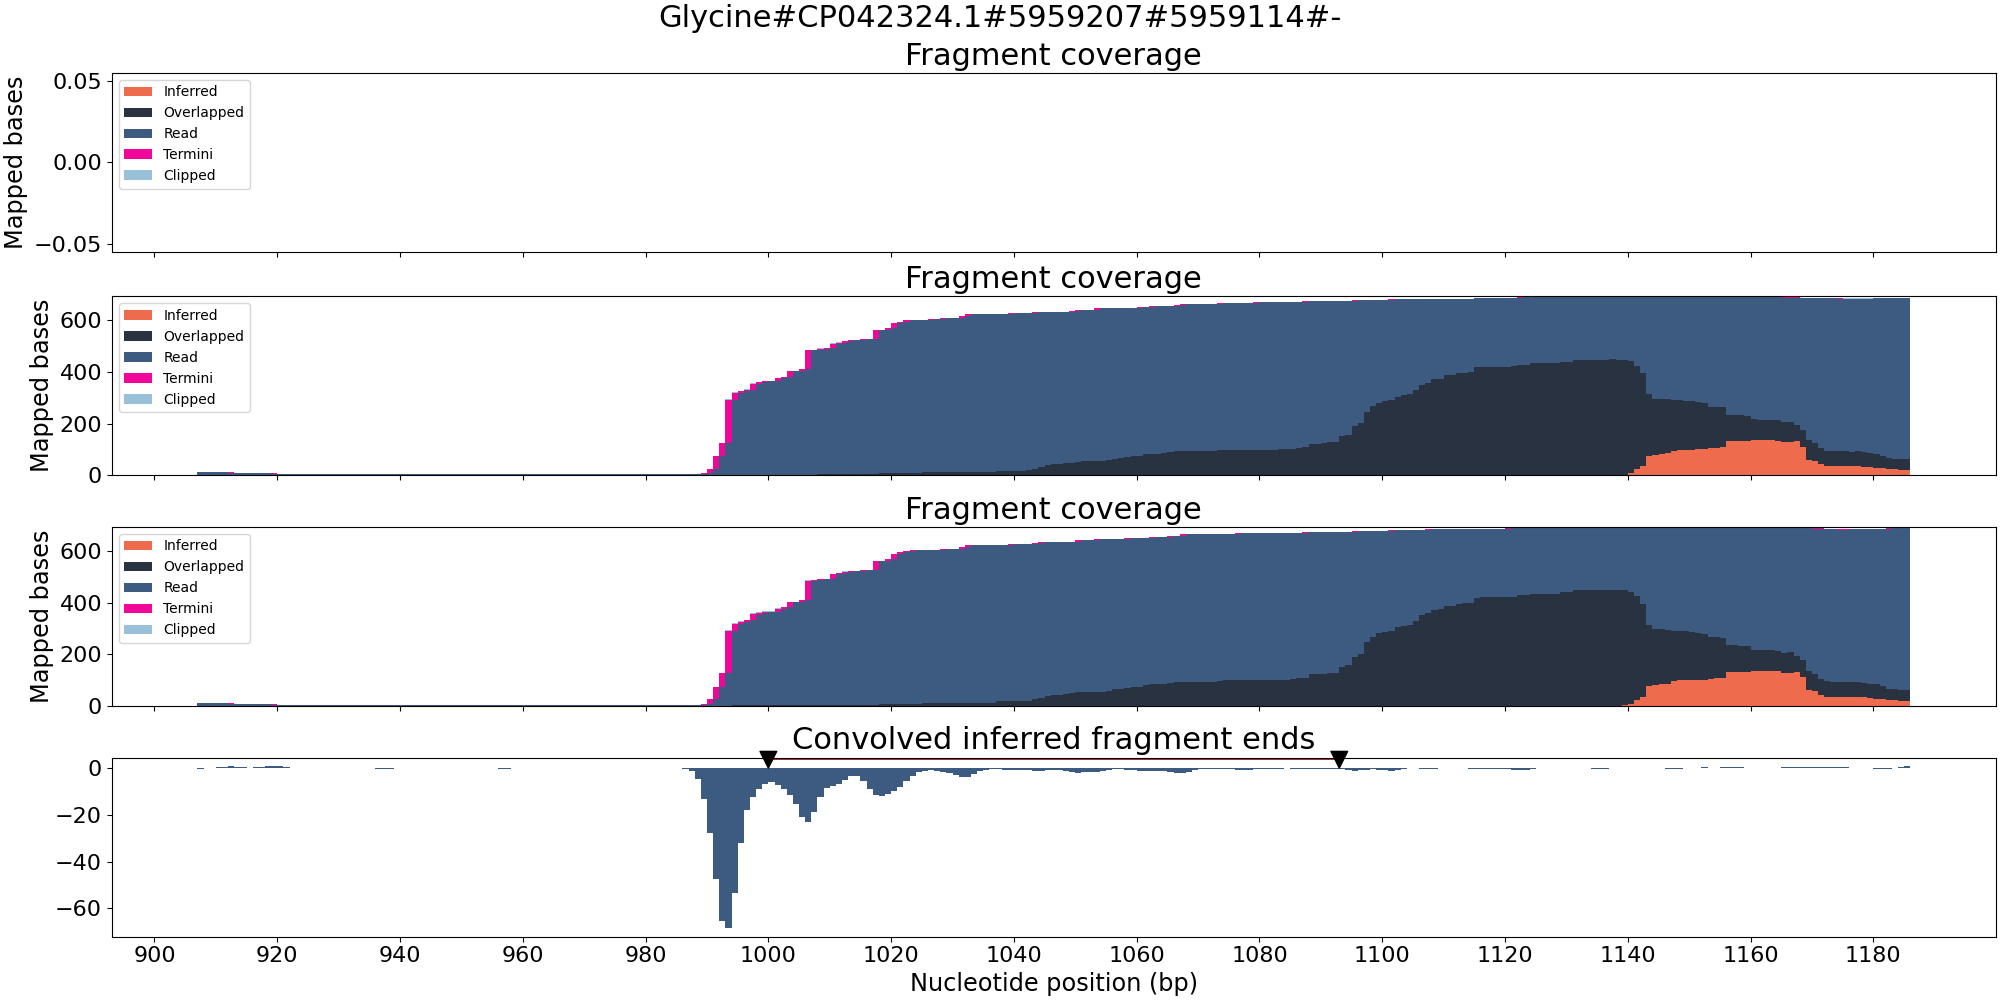 Glycine#CP042324.1#5959207#5959114#-
Fragment coverage
Mapped bases
0.05
0.00
−0.05
Inferred
Overlapped
Read
Termini
Clipped
Fragment coverage
Mapped bases
600
400
200
0
Inferred
Overlapped
Read
Termini
Clipped
Fragment coverage
Mapped bases
600
400
200
0
Inferred
Overlapped
Read
Termini
Clipped
Convolved inferred fragment ends
0
−20
−40
−60
900 920 940 960 980 1000 1020 1040 1060 1080 1100 1120 1140 1160 1180
Nucleotide position (bp)